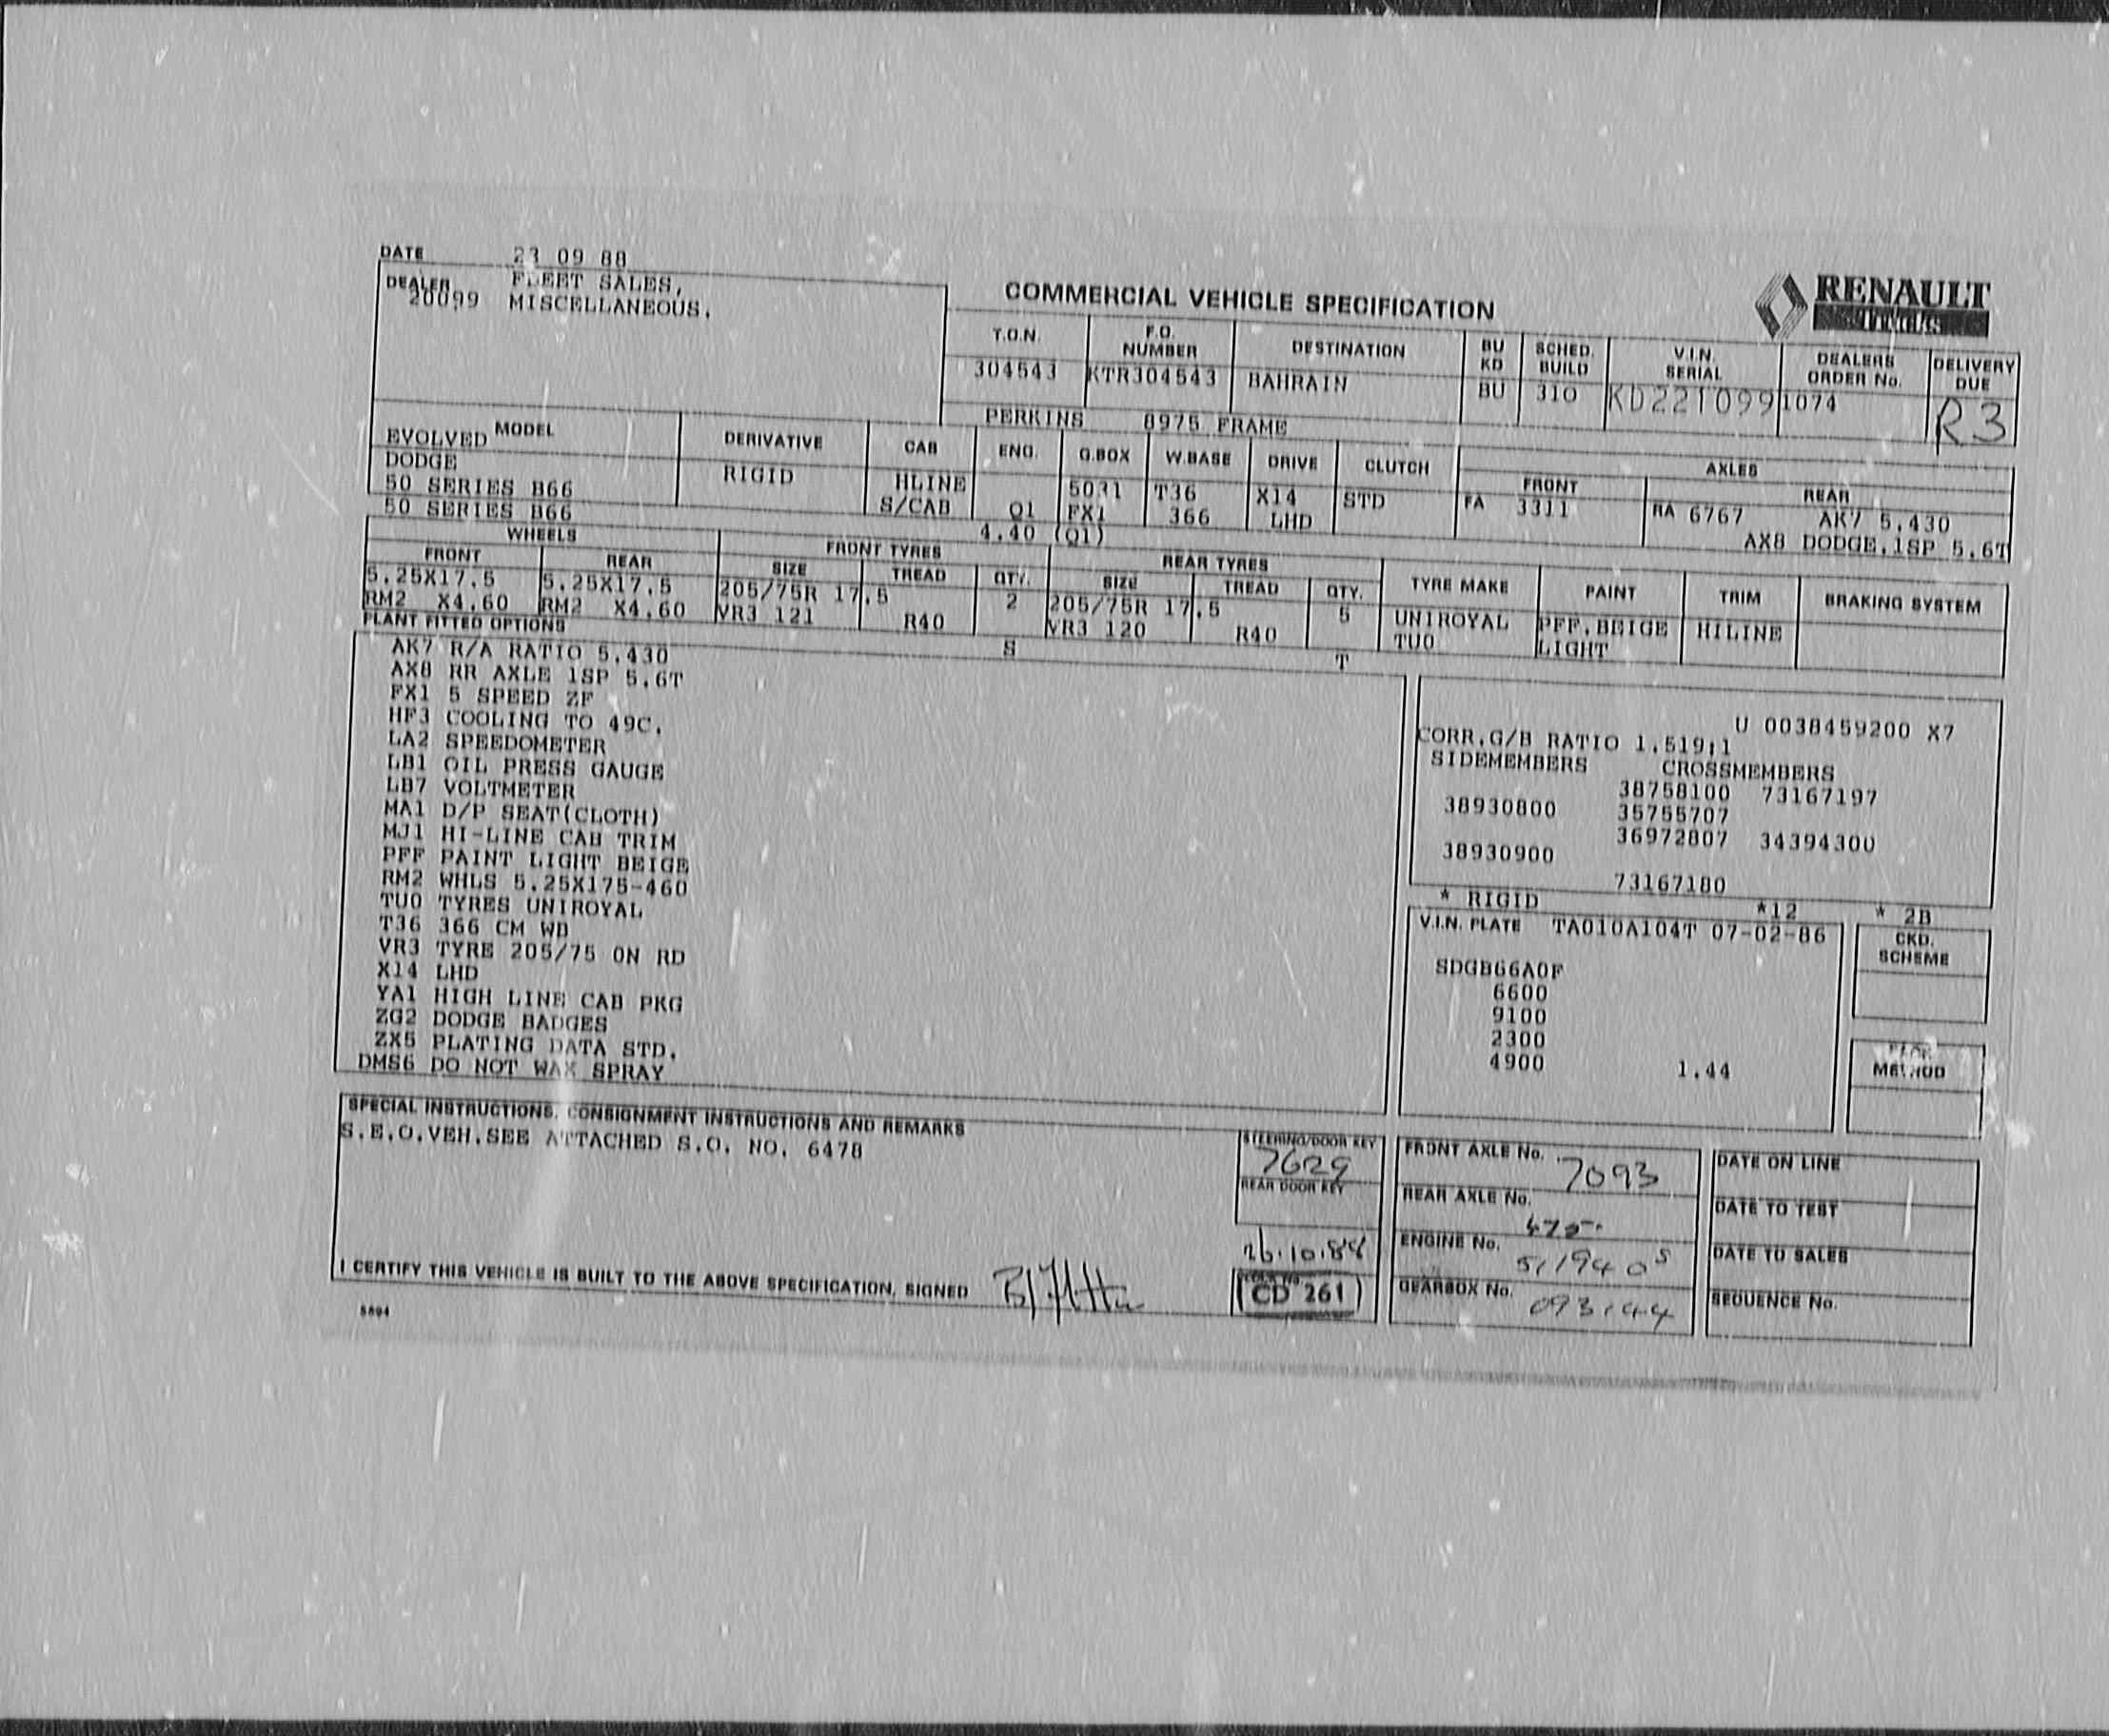 DATE 23 09 88
DEALER FLEET SALES,
20099 MISCELLANEOUS.
COMMERCIAL VEHICLE SPECIFICATION
RENAULT
Trucks
T.O.N. F.O. NUMBER DESTINATION BU KD SCHED. BUILD V.I.N. SERIAL DEALERS ORDER No. DELIVERY DUE
304543 KTR304543 BAHRAIN BU 310 KD221099 1074 R3
PERKINS 8975 FRAME
MODEL DERIVATIVE CAB ENG. G.BOX W.BASE DRIVE CLUTCH AXLES
FRONT REAR
EVOLVED
DODGE RIGID HLINE 5031 T36 X14 STD FA 3311 RA 6767 AK7 5.430
50 SERIES B66 S/CAB Q1 FX1 366 LHD AX8 DODGE.1SP 5.6T
50 SERIES B66 4.40 (Q1)
WHEELS FRONT TYRES REAR TYRES
FRONT REAR SIZE TREAD QTY. SIZE TREAD QTY. TYRE MAKE PAINT TRIM BRAKING SYSTEM
5.25X17.5 5.25X17.5 205/75R 17.5 2 205/75R 17.5 5 UNIROYAL PFF.BEIGE HILINE
RM2 X4.60 RM2 X4.60 VR3 121 R40 VR3 120 R40 TU0 LIGHT
PLANT FITTED OPTIONS
S T
AK7 R/A RATIO 5.430
AX8 RR AXLE 1SP 5.6T
FX1 5 SPEED ZF
HF3 COOLING TO 49C.
LA2 SPEEDOMETER
LB1 OIL PRESS GAUGE
LB7 VOLTMETER
MA1 D/P SEAT(CLOTH)
MJ1 HI-LINE CAB TRIM
PFF PAINT LIGHT BEIGE
RM2 WHLS 5.25X175-460
TU0 TYRES UNIROYAL
T36 366 CM WB
VR3 TYRE 205/75 ON RD
X14 LHD
YA1 HIGH LINE CAB PKG
ZG2 DODGE BADGES
ZX5 PLATING DATA STD.
DMS6 DO NOT WAX SPRAY
U 0038459200 X7
CORR.G/B RATIO 1.519:1
SIDEMEMBERS CROSSMEMBERS
38758100 73167197
38930800 35755707
36972807 34394300
38930900
73167180
* RIGID *12 * 2B
V.I.N. PLATE TA010A104T 07-02-86
SDGB66A0F
6600
9100
2300
4900 1.44
CKD. SCHEME
METHOD
SPECIAL INSTRUCTIONS. CONSIGNMENT INSTRUCTIONS AND REMARKS
S.E.O.VEH.SEE ATTACHED S.O. NO. 6478
STEERING/DOOR KEY
7629
REAR DOOR KEY
26.10.88
CD 261
FRONT AXLE No. 7093
REAR AXLE No.
ENGINE No.
GEARBOX No.
DATE ON LINE
DATE TO TEST
DATE TO SALES
SEQUENCE No.
I CERTIFY THIS VEHICLE IS BUILT TO THE ABOVE SPECIFICATION, SIGNED
5894